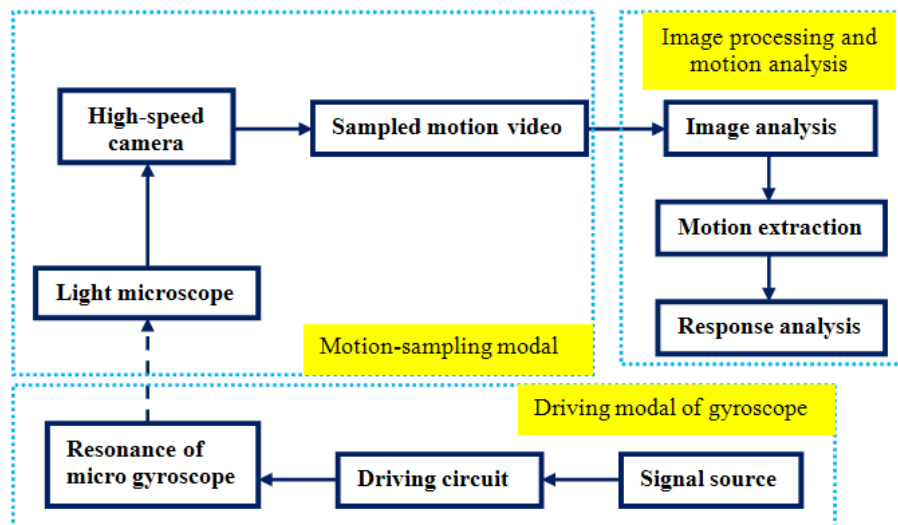 Image processing and
motion analysis
High-speed
camera
Sampled motion video
Image analysis
Motion extraction
Light microscope
Response analysis
Motion-sampling modal
Driving modal of gyroscope
Resonance of
micro gyroscope
Driving circuit
Signal source